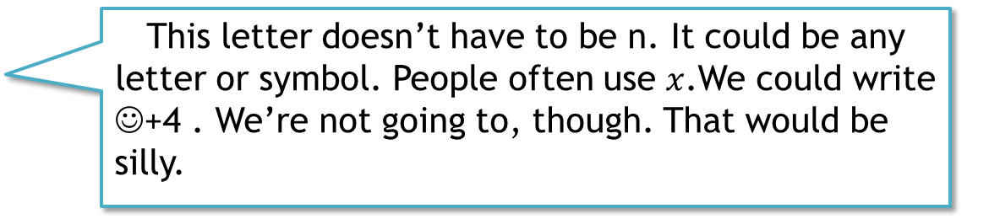 This letter doesn’t have to be n. It could be any
letter or symbol. People often use 𝑥.We could write
☺+4 . We’re not going to, though. That would be
silly.